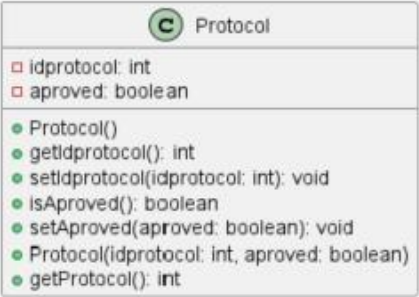 C Protocol
idprotocol: int
aproved: boolean
Protocol()
getIdprotocol(): int
setIdprotocol(idprotocol: int): void
isAproved(): boolean
setAproved(aproved: boolean): void
Protocol(idprotocol: int, aproved: boolean)
getProtocol(): int